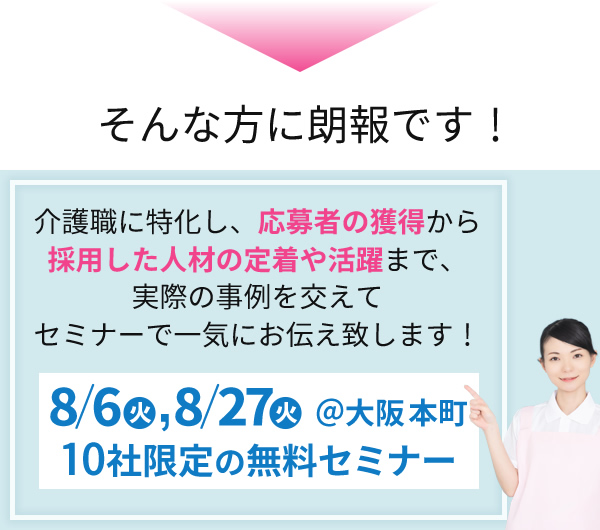 そんな方に朗報です！
介護職に特化し、応募者の獲得から
採用した人材の定着や活躍まで、
実際の事例を交えて
セミナーで一気にお伝え致します！
8/6火,8/27火 @大阪 本町
10社限定の無料セミナー